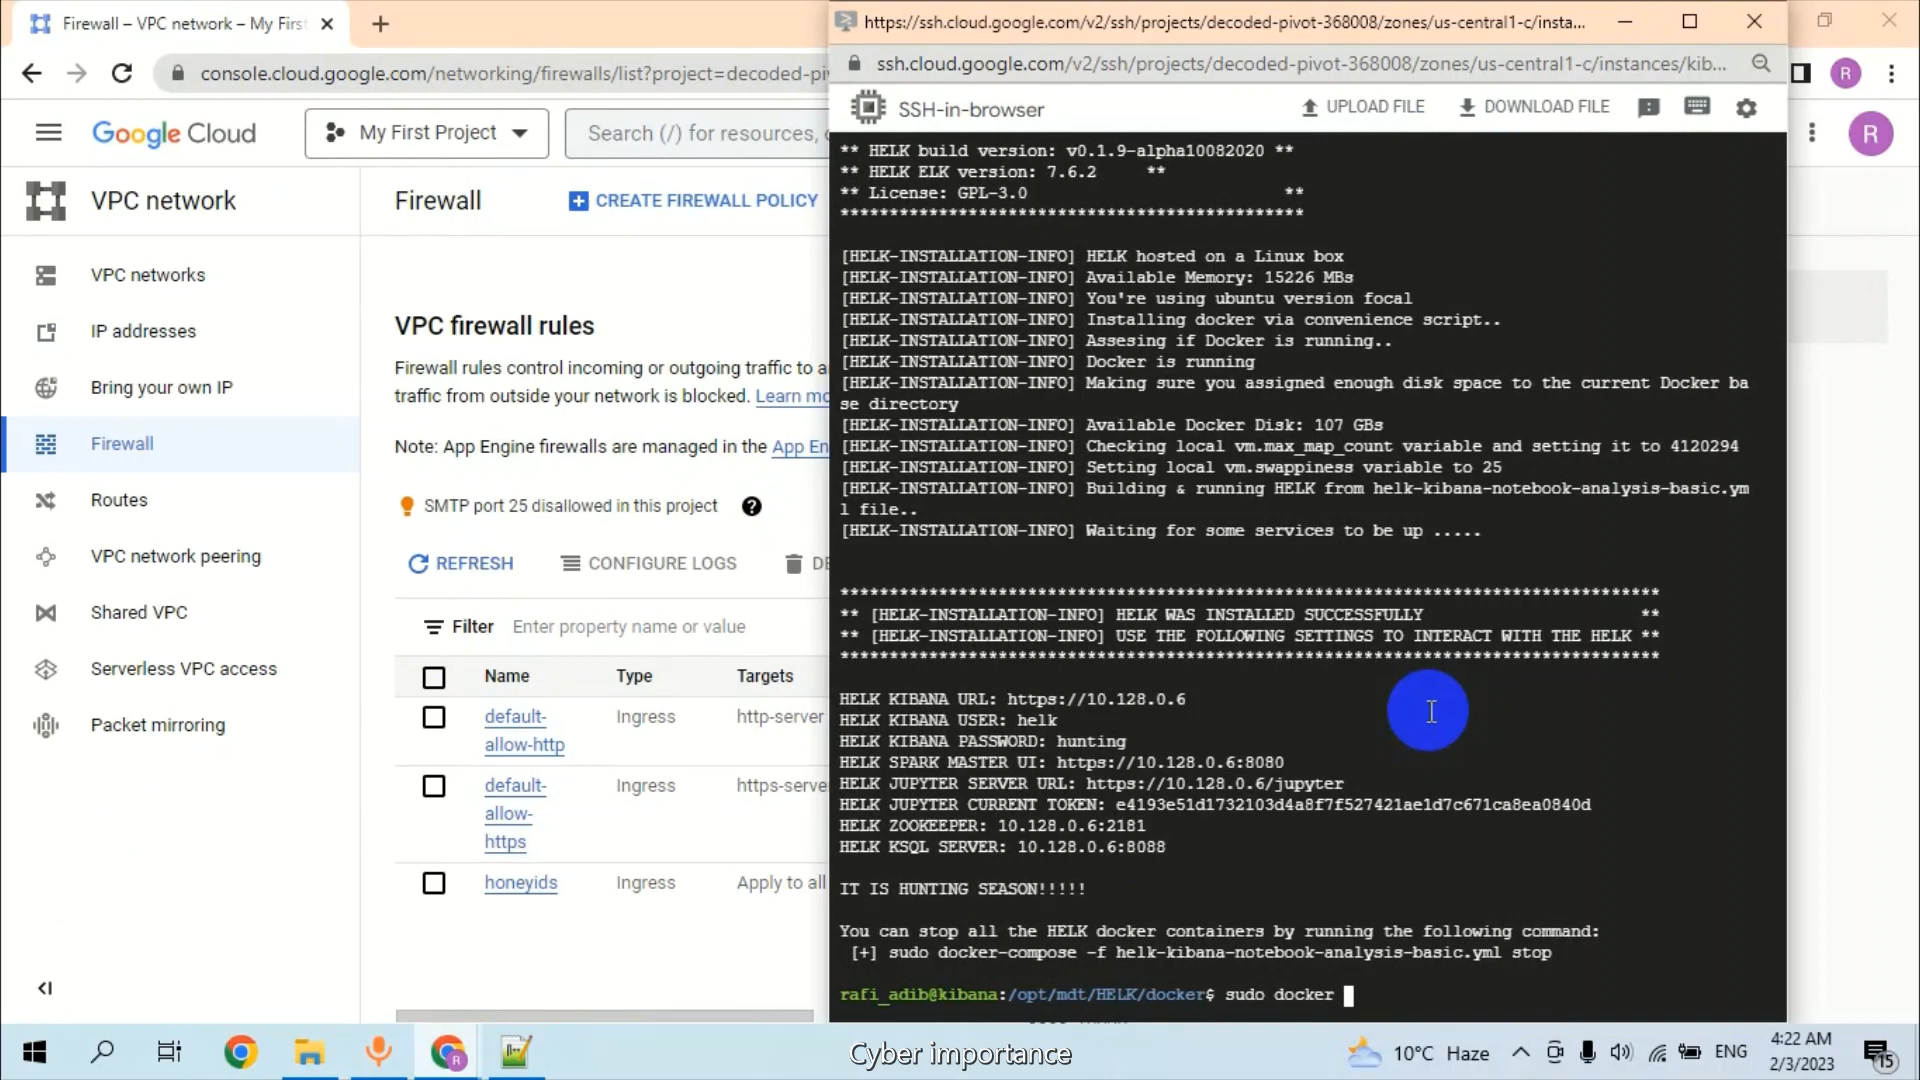 Firewall – VPC network – My First
https://ssh.cloud.google.com/v2/ssh/projects/decoded-pivot-368008/zones/us-central1-c/insta...
console.cloud.google.com/networking/firewalls/list?project=decoded-piv
ssh.cloud.google.com/v2/ssh/projects/decoded-pivot-368008/zones/us-central1-c/instances/kib...
R
SSH-in-browser
UPLOAD FILE
DOWNLOAD FILE
Google Cloud
My First Project
Search (/) for resources,
R
VPC network
Firewall
CREATE FIREWALL POLICY
VPC networks
IP addresses
Bring your own IP
Firewall
Routes
VPC network peering
Shared VPC
Serverless VPC access
Packet mirroring
VPC firewall rules
Firewall rules control incoming or outgoing traffic to a
traffic from outside your network is blocked. Learn mo
Note: App Engine firewalls are managed in the App En
SMTP port 25 disallowed in this project
REFRESH
CONFIGURE LOGS
DE
Filter Enter property name or value
Name Type Targets
default-allow-http Ingress http-server
default-allow-https Ingress https-serve
honeyids Ingress Apply to all
** HELK build version: v0.1.9-alpha10082020 **
** HELK ELK version: 7.6.2 **
** License: GPL-3.0 **
***********************************************
[HELK-INSTALLATION-INFO] HELK hosted on a Linux box
[HELK-INSTALLATION-INFO] Available Memory: 15226 MBs
[HELK-INSTALLATION-INFO] You're using ubuntu version focal
[HELK-INSTALLATION-INFO] Installing docker via convenience script..
[HELK-INSTALLATION-INFO] Assesing if Docker is running..
[HELK-INSTALLATION-INFO] Docker is running
[HELK-INSTALLATION-INFO] Making sure you assigned enough disk space to the current Docker ba
se directory
[HELK-INSTALLATION-INFO] Available Docker Disk: 107 GBs
[HELK-INSTALLATION-INFO] Checking local vm.max_map_count variable and setting it to 4120294
[HELK-INSTALLATION-INFO] Setting local vm.swappiness variable to 25
[HELK-INSTALLATION-INFO] Building & running HELK from helk-kibana-notebook-analysis-basic.ym
l file..
[HELK-INSTALLATION-INFO] Waiting for some services to be up .....
***********************************************************************************
** [HELK-INSTALLATION-INFO] HELK WAS INSTALLED SUCCESSFULLY **
** [HELK-INSTALLATION-INFO] USE THE FOLLOWING SETTINGS TO INTERACT WITH THE HELK **
***********************************************************************************
HELK KIBANA URL: https://10.128.0.6
HELK KIBANA USER: helk
HELK KIBANA PASSWORD: hunting
HELK SPARK MASTER UI: https://10.128.0.6:8080
HELK JUPYTER SERVER URL: https://10.128.0.6/jupyter
HELK JUPYTER CURRENT TOKEN: e4193e51d1732103d4a8f7f527421ae1d7c671ca8ea0840d
HELK ZOOKEEPER: 10.128.0.6:2181
HELK KSQL SERVER: 10.128.0.6:8088
IT IS HUNTING SEASON!!!!!
You can stop all the HELK docker containers by running the following command:
[+] sudo docker-compose -f helk-kibana-notebook-analysis-basic.yml stop
rafi_adib@kibana:/opt/mdt/HELK/docker$ sudo docker
Cyber importance
10°C Haze
ENG
4:22 AM
2/3/2023
15